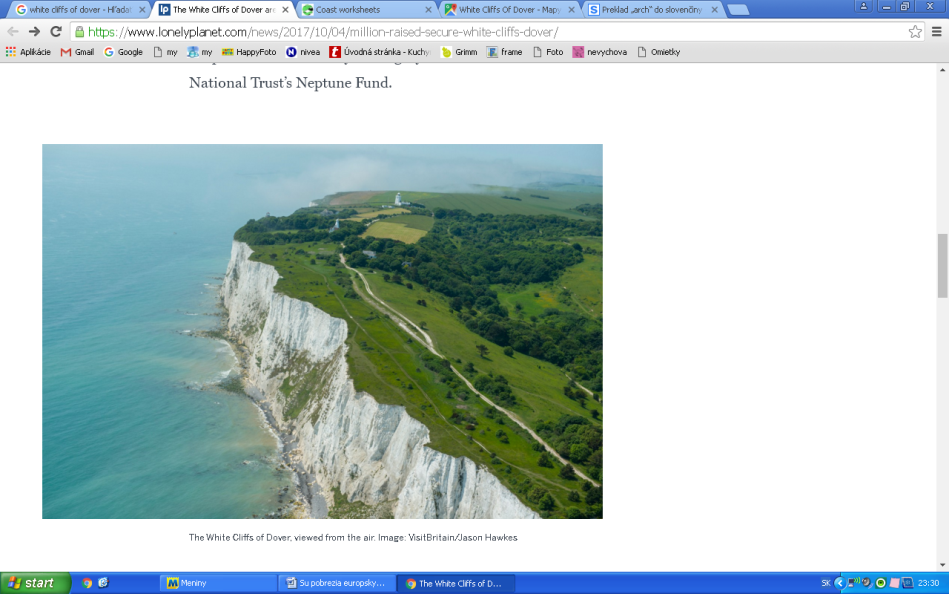 white cliffs of dover - Hľadať
The White Cliffs of Dover are
Coast worksheets
White Cliffs Of Dover - Mapy
Preklad „arch“ do slovenčiny
https://www.lonelyplanet.com/news/2017/10/04/million-raised-secure-white-cliffs-dover/
Aplikácie Gmail Google my my HappyFoto nivea Úvodná stránka - Kuchy Grimm frame Foto nevychova Omietky
National Trust's Neptune Fund.
The White Cliffs of Dover, viewed from the air. Image: VisitBritain/Jason Hawkes
start Meniny Su pobrezia europsky... The White Cliffs of D... SK 23:30